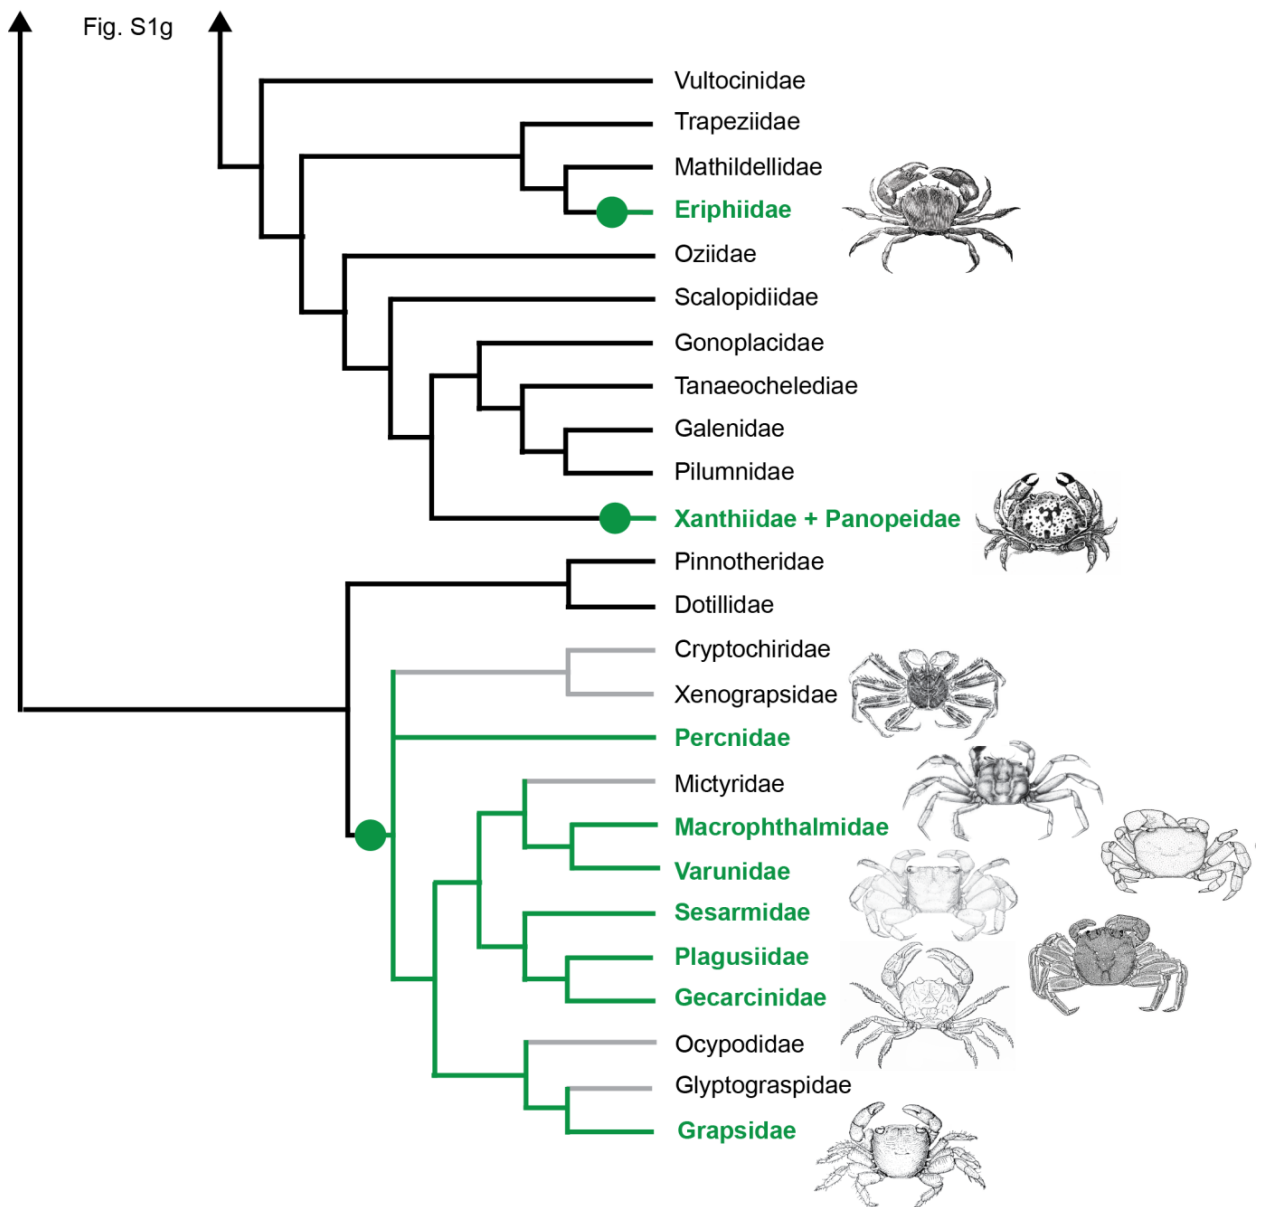 Fig. S1g
Vultocinidae
Trapeziidae
Mathildellidae
Eriphiidae
Oziidae
Scalopidiidae
Gonoplacidae
Tanaeochelediae
Galenidae
Pilumnidae
Xanthiidae + Panopeidae
Pinnotheridae
Dotillidae
Cryptochiridae
Xenograpsidae
Percnidae
Mictyridae
Macrophthalmidae
Varunidae
Sesarmidae
Plagusiidae
Gecarcinidae
Ocypodidae
Glyptograspidae
Grapsidae